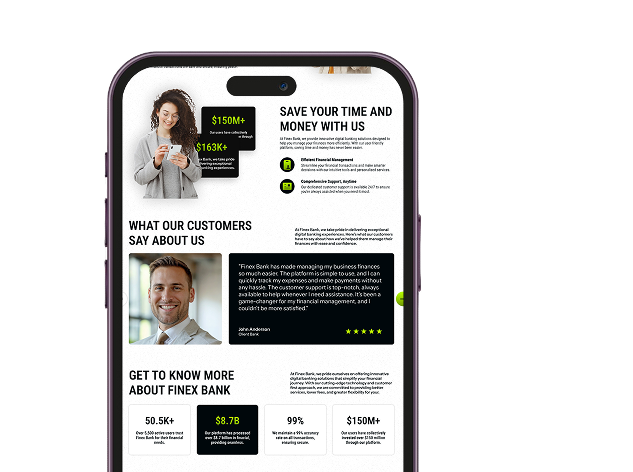 $150M+
Our users have collectively
through
$163K+
Bank, we take pride
delivering exceptional
banking experiences.
SAVE YOUR TIME AND
MONEY WITH US
At Finex Bank, we provide innovative digital banking solutions designed to
help you manage your finances more efficiently. With our user friendly
platform, saving time and money has never been easier.
Efficient Financial Management
Streamline your financial transactions and make smarter
decisions with our intuitive tools and personalized services.
Comprehensive Support, Anytime
Our dedicated customer support is available 24/7 to ensure
you're always assisted when you need it most.
WHAT OUR CUSTOMERS
SAY ABOUT US
At Finex Bank, we take pride in delivering exceptional
digital banking experiences. Here's what our customers
have to say about how we've helped them manage their
finances with ease and confidence.
"Finex Bank has made managing my business finances
so much easier. The platform is simple to use, and I can
quickly track my expenses and make payments without
any hassle. The customer support is top-notch, always
available to help whenever I need assistance. It's been a
game-changer for my financial management, and I
couldn't be more satisfied."
John Anderson
Client Bank
GET TO KNOW MORE
ABOUT FINEX BANK
At Finex Bank, we pride ourselves on offering innovative
digital banking solutions that simplify your financial
journey. With our cutting-edge technology and customer
first approach, we are committed to providing better
services, lower fees, and greater flexibility for you!
50.5K+
Over 5,500 active users trust
Finex Bank for their financial
needs.
$8.7B
Our platform has processed
over $8.7 billion in finacial,
providing seamless.
99%
We maintain a 99% accuracy
rate on all transactions,
ensuring secure.
$150M+
Our users have collectively
invested over $150 million
through our platform.